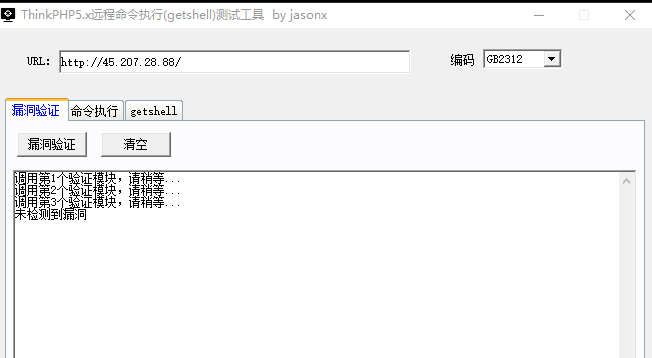 ThinkPHP5.x远程命令执行(getshell)测试工具 by jasonx
URL: http://45.207.28.88/ 编码 GB2312
漏洞验证 命令执行 getshell
漏洞验证 清空
调用第1个验证模块，请稍等...
调用第2个验证模块，请稍等...
调用第3个验证模块，请稍等...
未检测到漏洞